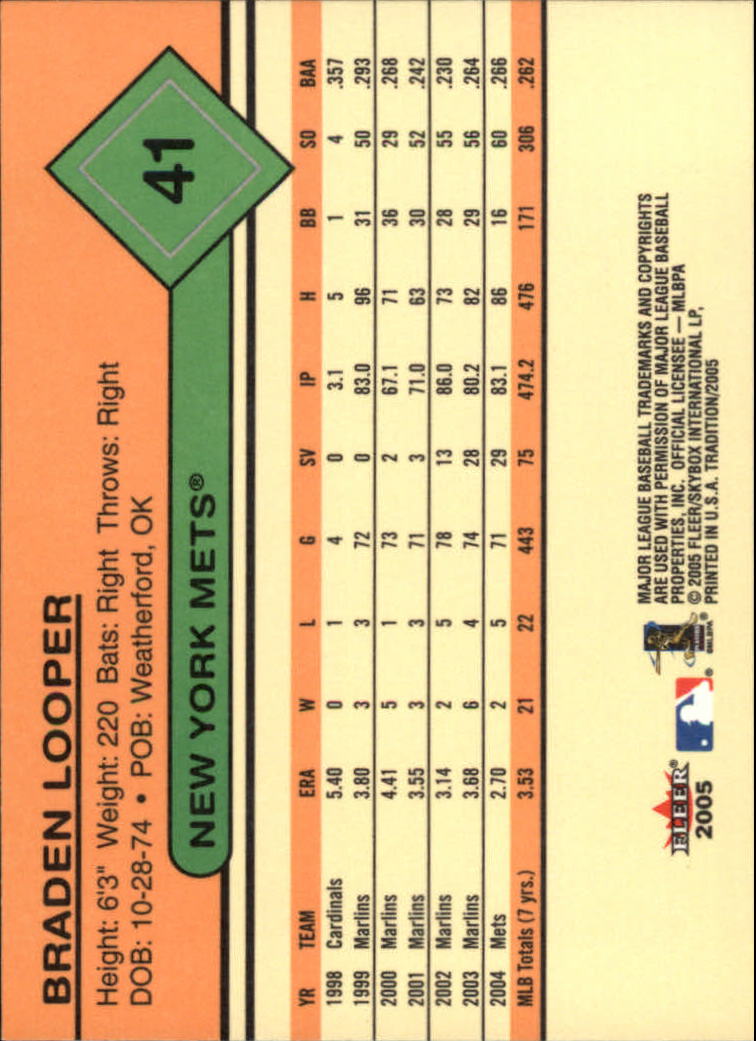 BRADEN LOOPER
Height: 6'3" Weight: 220 Bats: Right Throws: Right
DOB: 10-28-74 • POB: Weatherford, OK
NEW YORK METS®
41
YR TEAM ERA W L G SV IP H BB SO BAA
1998 Cardinals 5.40 0 1 4 0 3.1 5 1 4 .357
1999 Marlins 3.80 3 3 72 0 83.0 96 31 50 .293
2000 Marlins 4.41 5 1 73 2 67.1 71 36 29 .268
2001 Marlins 3.55 3 3 71 3 71.0 63 30 52 .242
2002 Marlins 3.14 2 5 78 13 86.0 73 28 55 .230
2003 Marlins 3.68 6 4 74 28 80.2 82 29 56 .264
2004 Mets 2.70 2 5 71 29 83.1 86 16 60 .266
MLB Totals (7 yrs.) 3.53 21 22 443 75 474.2 476 171 306 .262
FLEER®
2005
©MLBPA
MAJOR LEAGUE BASEBALL TRADEMARKS AND COPYRIGHTS
ARE USED WITH PERMISSION OF MAJOR LEAGUE BASEBALL
PROPERTIES, INC. OFFICIAL LICENSEE — MLBPA
© 2005 FLEER/SKYBOX INTERNATIONAL LP,
PRINTED IN U.S.A. TRADITION/2005